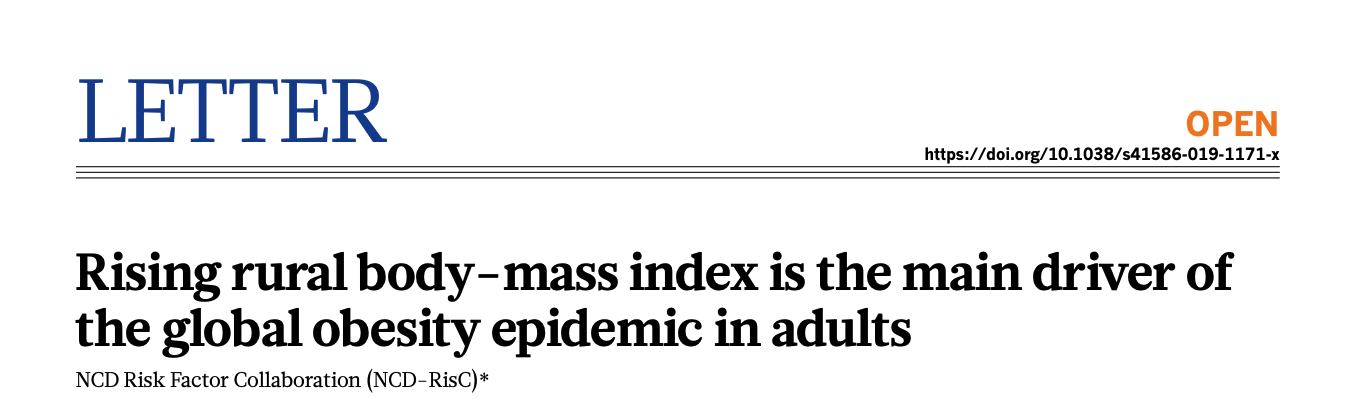 LETTER
OPEN
https://doi.org/10.1038/s41586-019-1171-x
Rising rural body–mass index is the main driver of
the global obesity epidemic in adults
NCD Risk Factor Collaboration (NCD-RisC)*